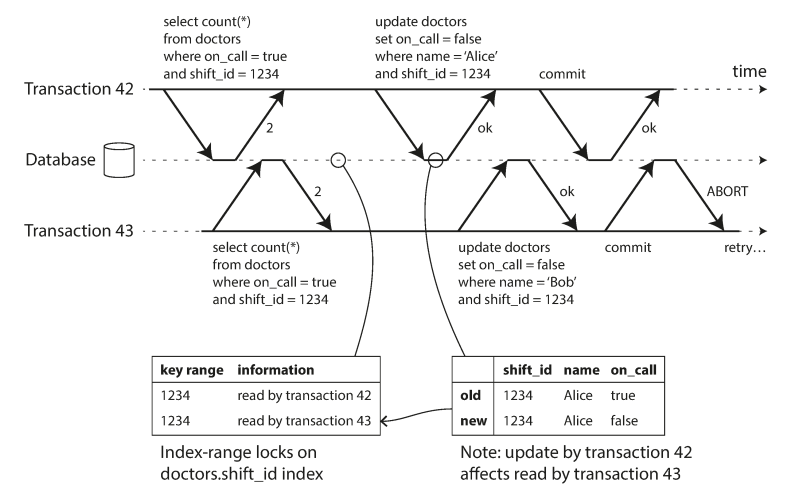 select count(*)
from doctors
where on_call = true
and shift_id = 1234
update doctors
set on_call = false
where name = ‘Alice’
and shift_id = 1234
commit
time
Transaction 42
2
ok
ok
Database
2
ok
ABORT
Transaction 43
select count(*)
from doctors
where on_call = true
and shift_id = 1234
update doctors
set on_call = false
where name = ‘Bob’
and shift_id = 1234
commit
retry…
key range information
1234 read by transaction 42
1234 read by transaction 43
Index-range locks on
doctors.shift_id index
shift_id name on_call
old 1234 Alice true
new 1234 Alice false
Note: update by transaction 42
affects read by transaction 43